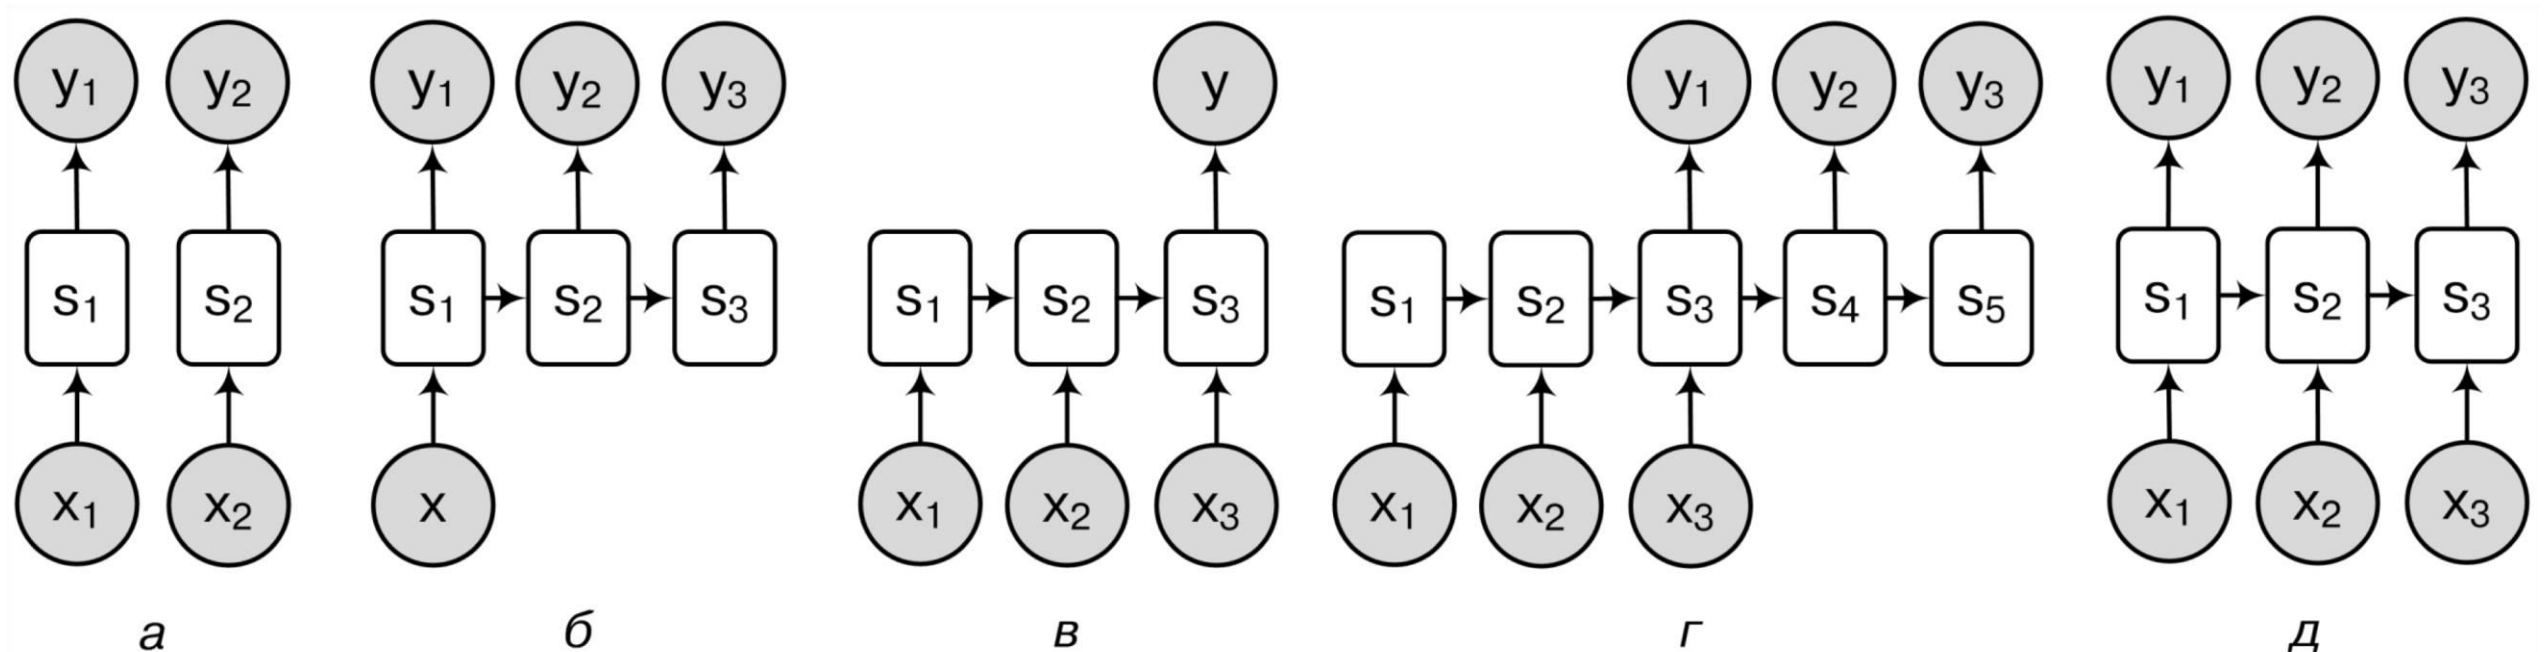 y₁ y₂ y₁ y₂ y₃ y y₁ y₂ y₃ y₁ y₂ y₃
s₁ s₂ s₁ s₂ s₃ s₁ s₂ s₃ s₁ s₂ s₃ s₄ s₅ s₁ s₂ s₃
x₁ x₂ x x₁ x₂ x₃ x₁ x₂ x₃ x₁ x₂ x₃
а б в г д